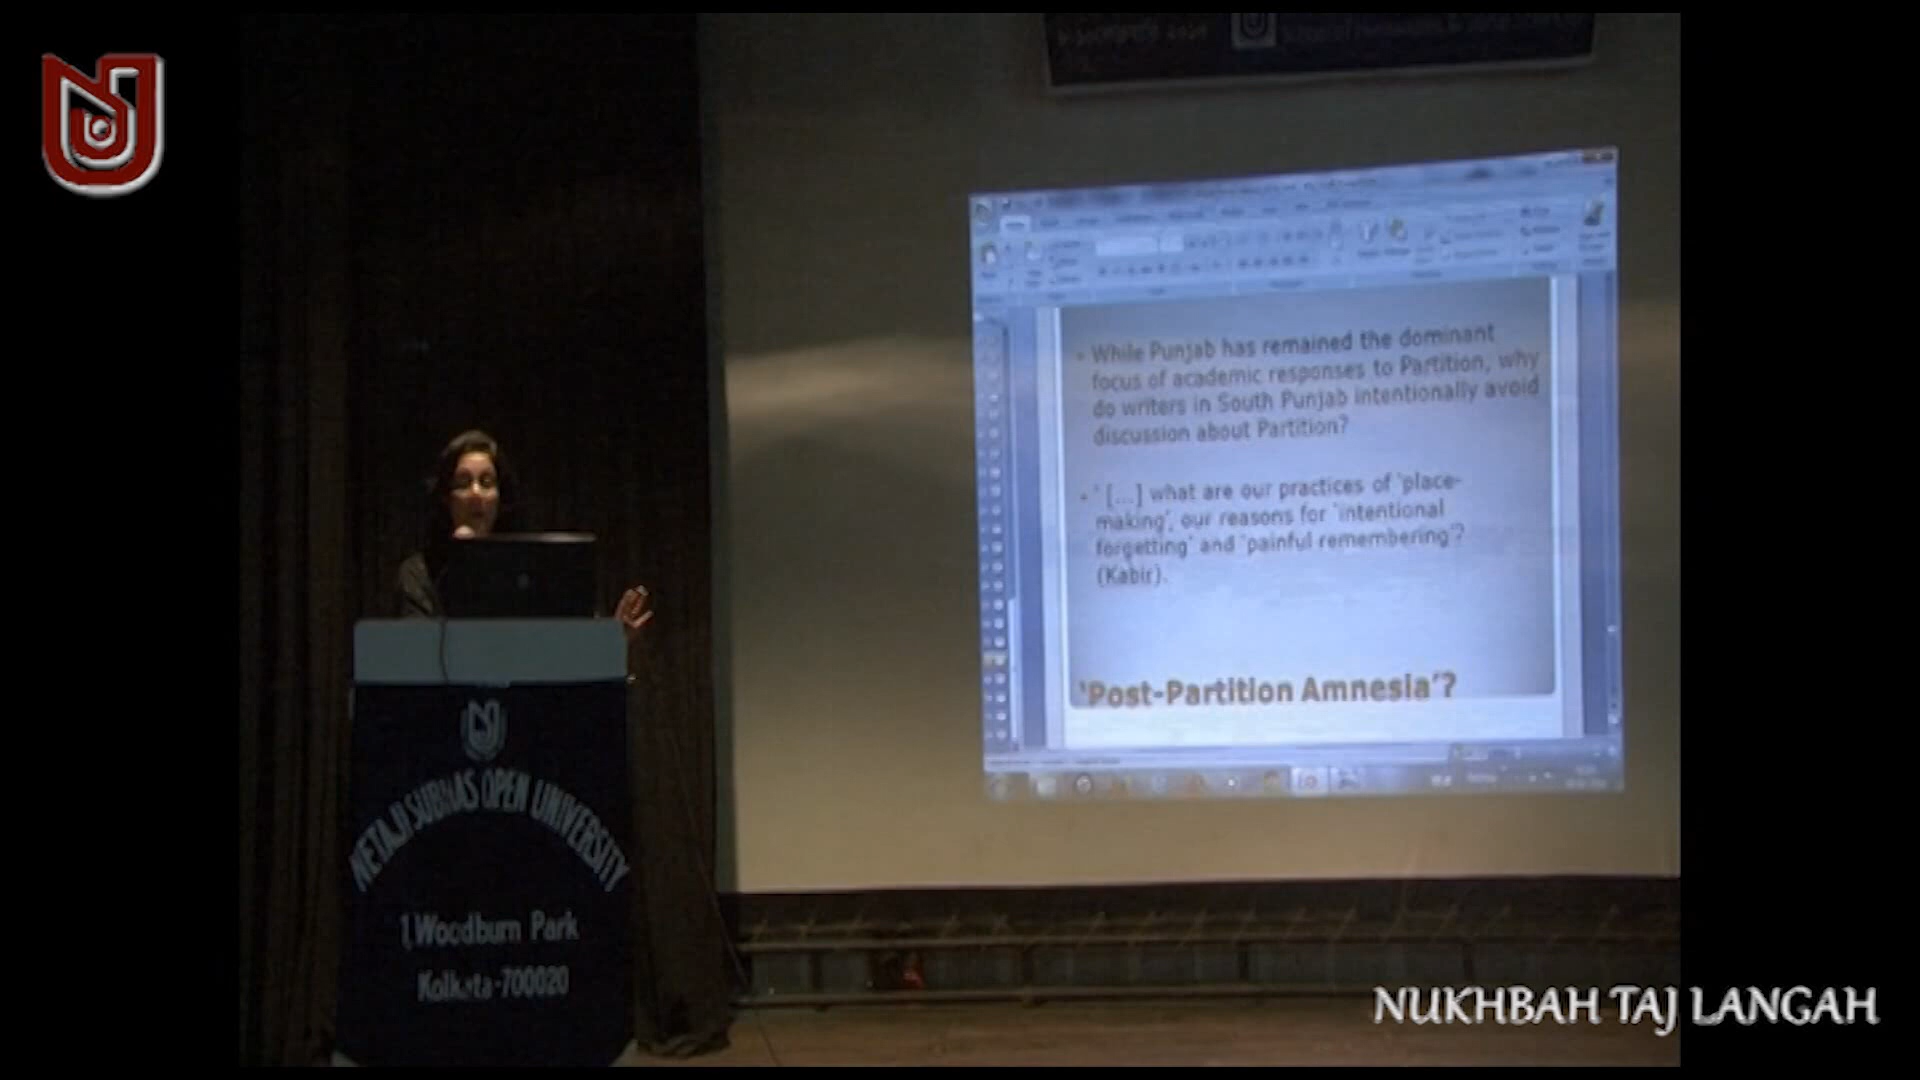 While Punjab has remained the dominant
focus of academic responses to Partition, why
do writers in South Punjab intentionally avoid
discussion about Partition?
' [...] what are our practices of 'place-
making', our reasons for 'intentional
forgetting' and 'painful remembering'?
(Kabir).
'Post-Partition Amnesia'?
NETAJI SUBHAS OPEN UNIVERSITY
1, Woodburn Park
Kolkata-700020
NUKHBAH TAJ LANGAH